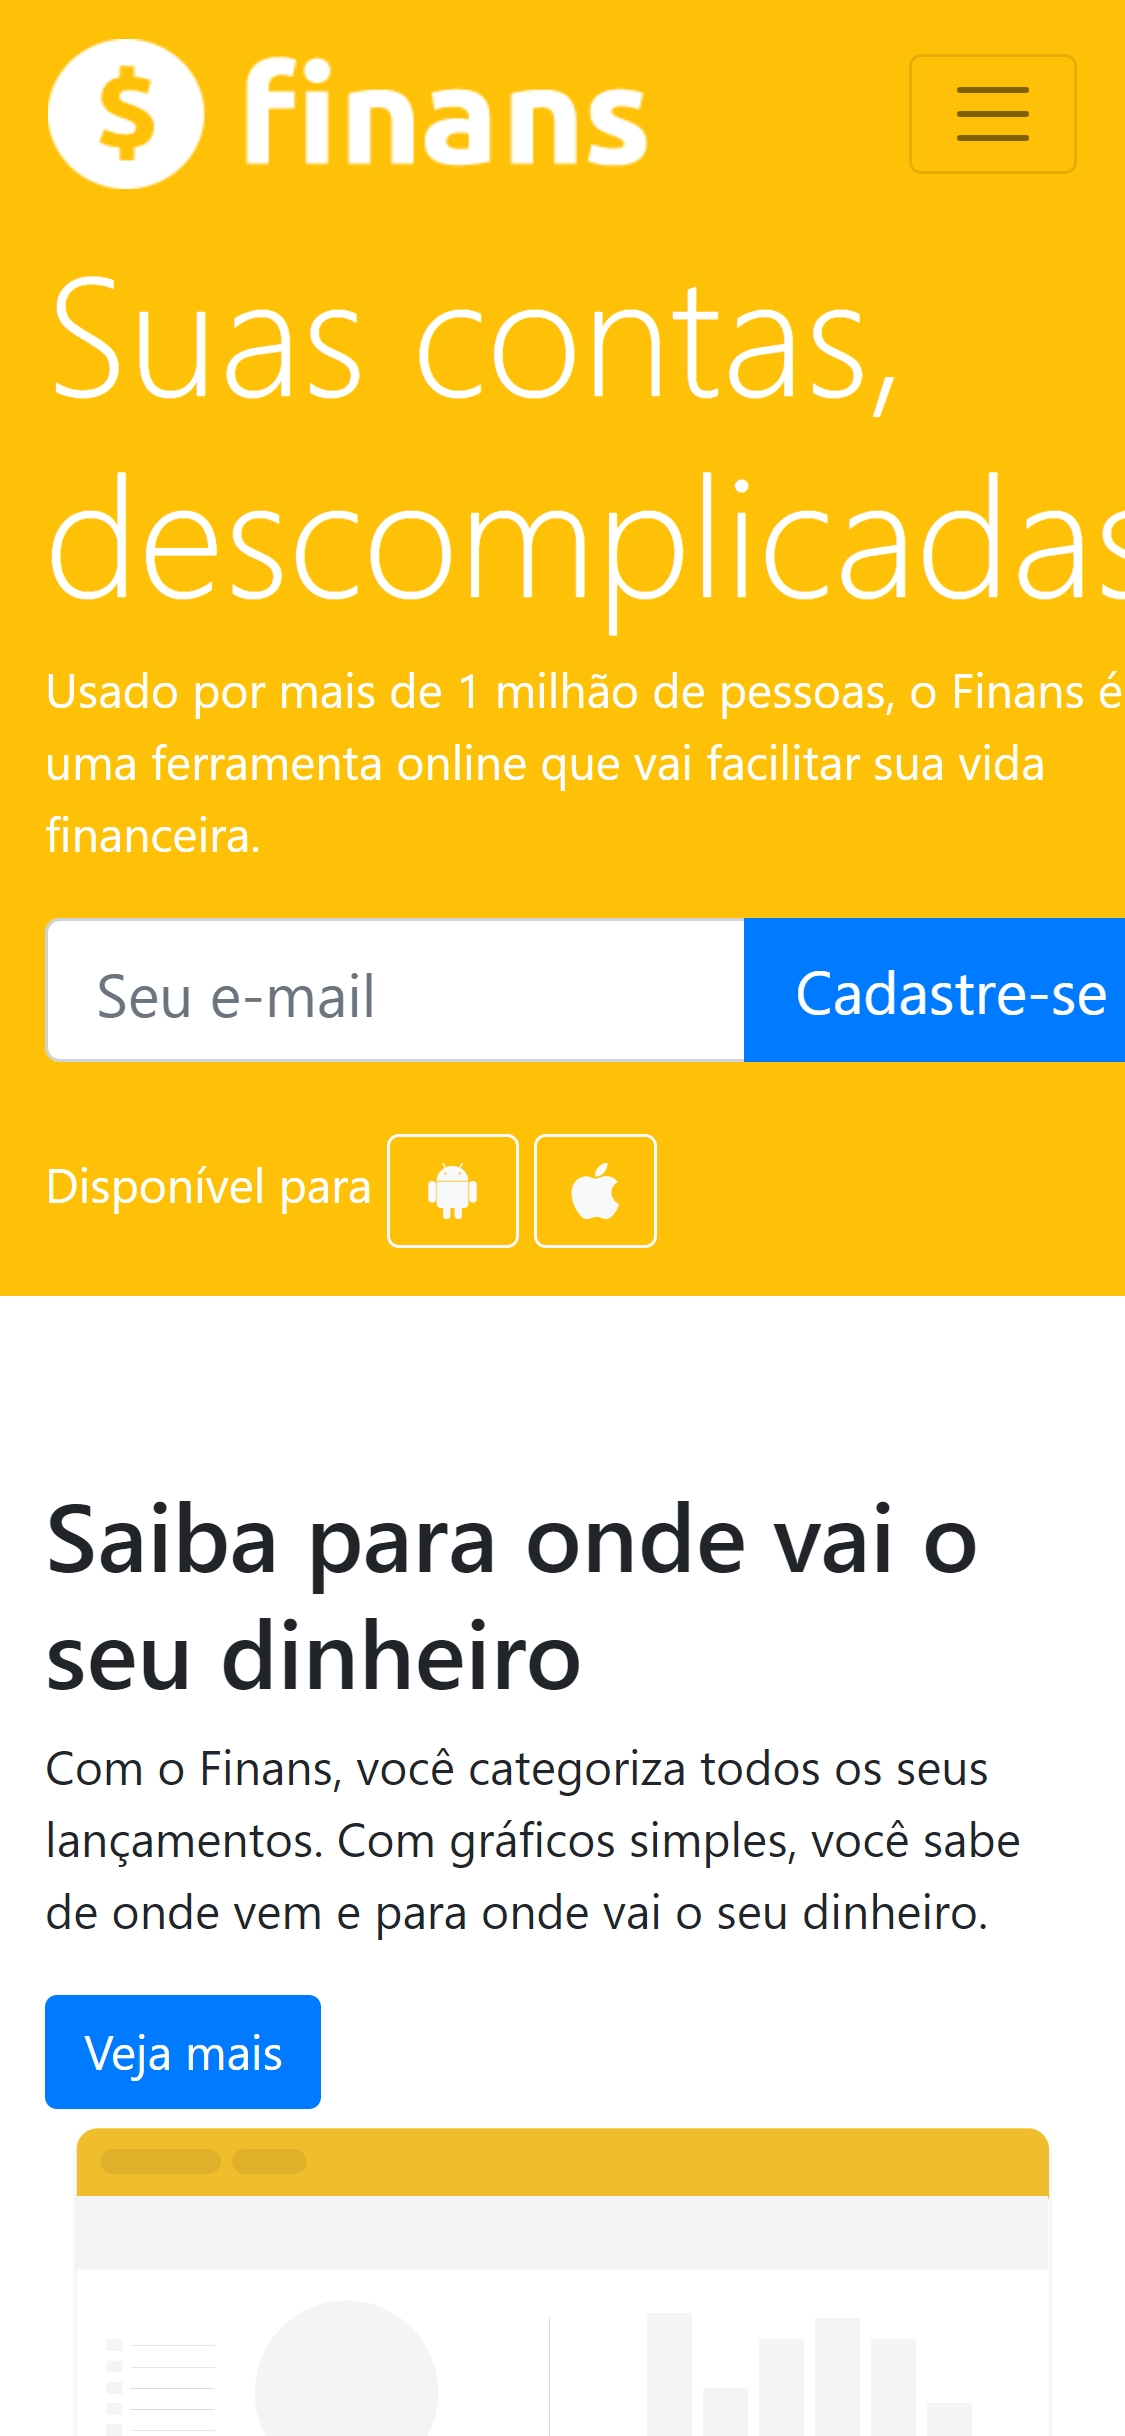 $ finans
Suas contas,
descomplicadas
Usado por mais de 1 milhão de pessoas, o Finans é
uma ferramenta online que vai facilitar sua vida
financeira.
Seu e-mail Cadastre-se
Disponível para
Saiba para onde vai o
seu dinheiro
Com o Finans, você categoriza todos os seus
lançamentos. Com gráficos simples, você sabe
de onde vem e para onde vai o seu dinheiro.
Veja mais